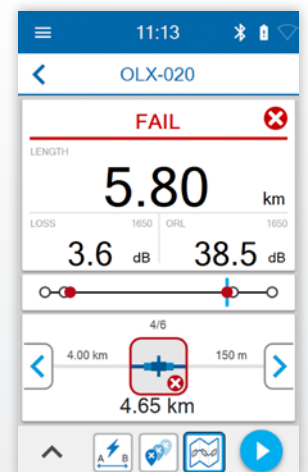 11:13
OLX-020
FAIL
LENGTH
5.80 km
LOSS 1650 ORL 1650
3.6 dB 38.5 dB
4/6
4.00 km 150 m
4.65 km
A B